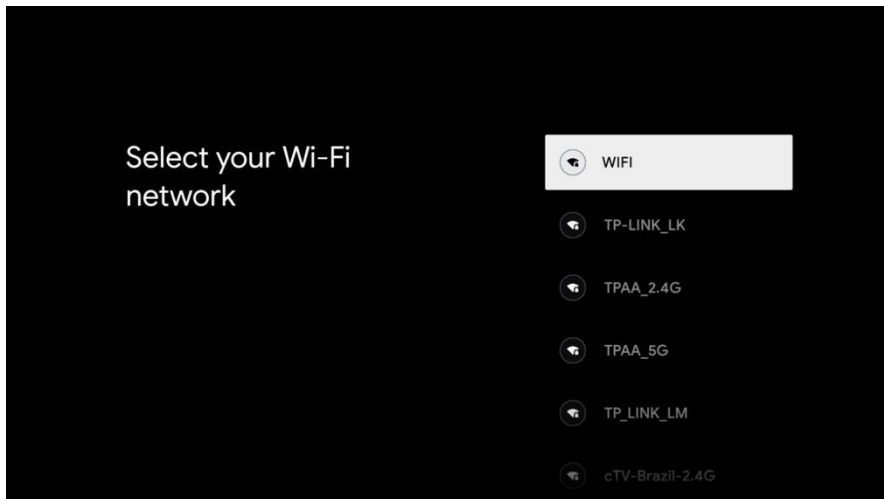 Select your Wi-Fi
network
WIFI
TP-LINK_LK
TPAA_2.4G
TPAA_5G
TP_LINK_LM
cTV-Brazil-2.4G